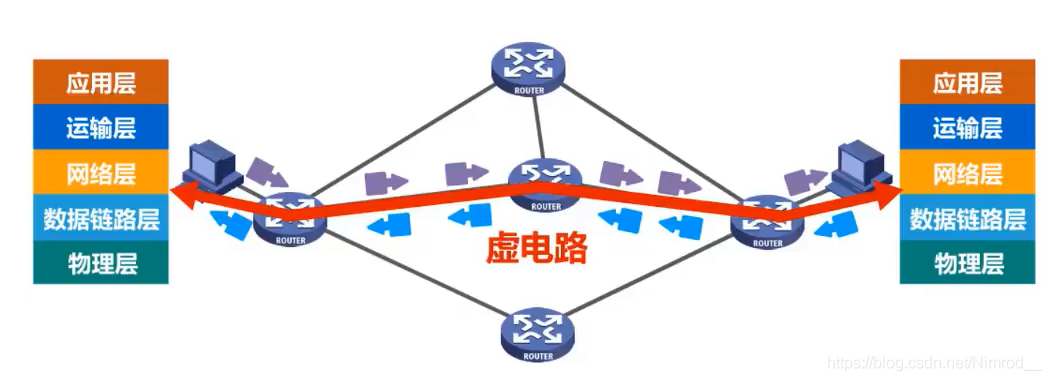 应用层
运输层
网络层
数据链路层
物理层
ROUTER
ROUTER
ROUTER
ROUTER
ROUTER
虚电路
应用层
运输层
网络层
数据链路层
物理层
https://blog.csdn.net/Nimrod__